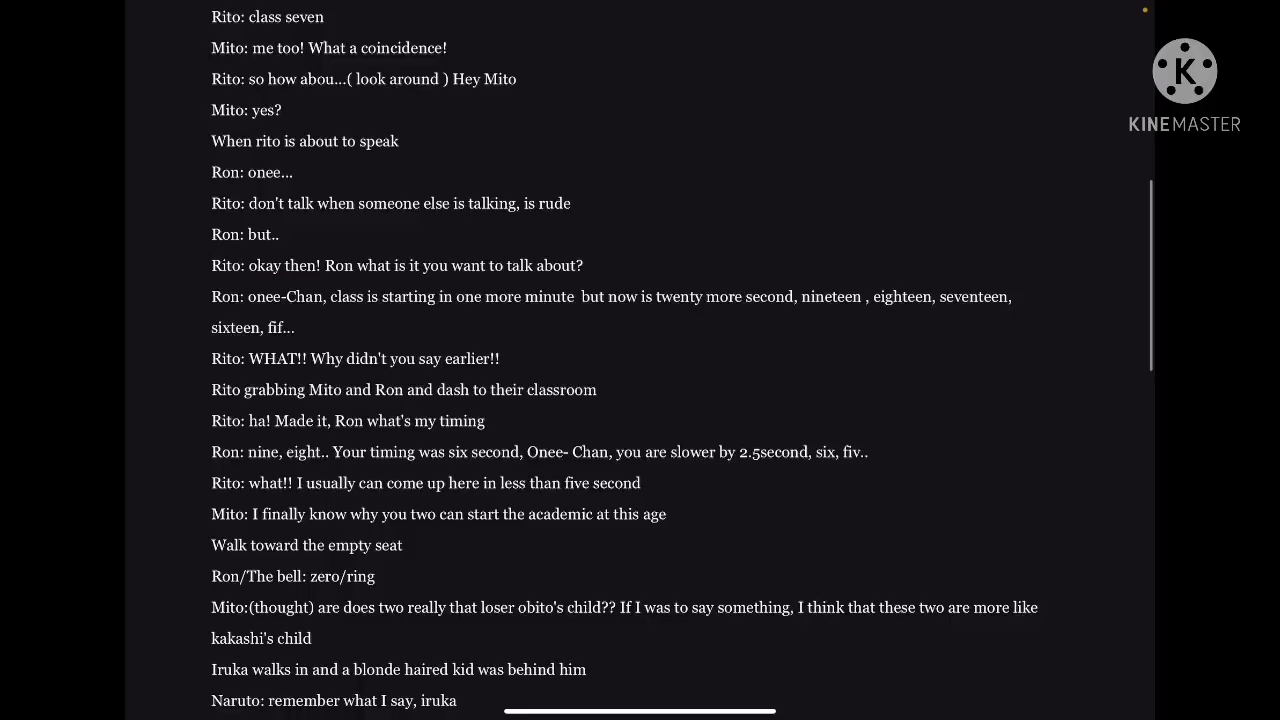 Rito: class seven
Mito: me too! What a coincidence!
Rito: so how abou...( look around ) Hey Mito
Mito: yes?
When rito is about to speak
Ron: onee...
Rito: don't talk when someone else is talking, is rude
Ron: but..
Rito: okay then! Ron what is it you want to talk about?
Ron: onee-Chan, class is starting in one more minute  but now is twenty more second, nineteen , eighteen, seventeen,
sixteen, fif...
Rito: WHAT!! Why didn't you say earlier!!
Rito grabbing Mito and Ron and dash to their classroom
Rito: ha! Made it, Ron what's my timing
Ron: nine, eight.. Your timing was six second, Onee- Chan, you are slower by 2.5second, six, fiv..
Rito: what!! I usually can come up here in less than five second
Mito: I finally know why you two can start the academic at this age
Walk toward the empty seat
Ron/The bell: zero/ring
Mito:(thought) are does two really that loser obito's child?? If I was to say something, I think that these two are more like
kakashi's child
Iruka walks in and a blonde haired kid was behind him
Naruto: remember what I say, iruka
K
KINEMASTER